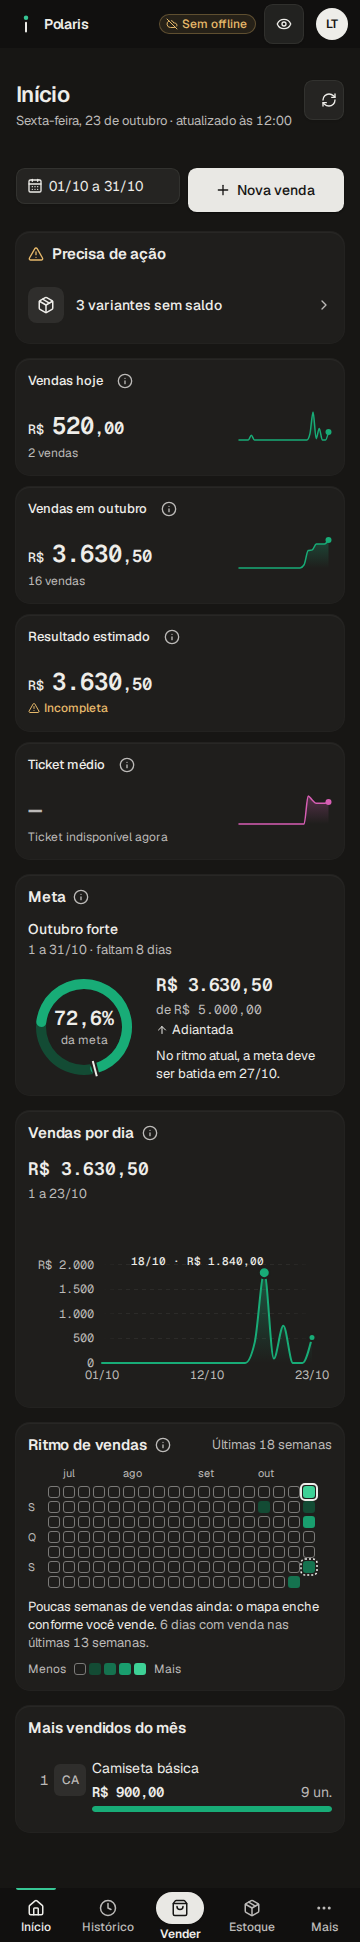 Polaris
Sem offline
LT
Início
Sexta-feira, 23 de outubro · atualizado às 12:00
01/10 a 31/10
Nova venda
Precisa de ação
3 variantes sem saldo
Vendas hoje
R$ 520,00
2 vendas
Vendas em outubro
R$ 3.630,50
16 vendas
Resultado estimado
R$ 3.630,50
Incompleta
Ticket médio
—
Ticket indisponível agora
Meta
Outubro forte
1 a 31/10 · faltam 8 dias
72,6%
da meta
R$ 3.630,50
de R$ 5.000,00
Adiantada
No ritmo atual, a meta deve
ser batida em 27/10.
Vendas por dia
R$ 3.630,50
1 a 23/10
18/10 · R$ 1.840,00
R$ 2.000
1.500
1.000
500
0
01/10 12/10 23/10
Ritmo de vendas
Últimas 18 semanas
jul ago set out
S
Q
S
Poucas semanas de vendas ainda: o mapa enche
conforme você vende. 6 dias com venda nas
últimas 13 semanas.
Menos Mais
Mais vendidos do mês
1 CA Camiseta básica
R$ 900,00 9 un.
Início Histórico Vender Estoque Mais